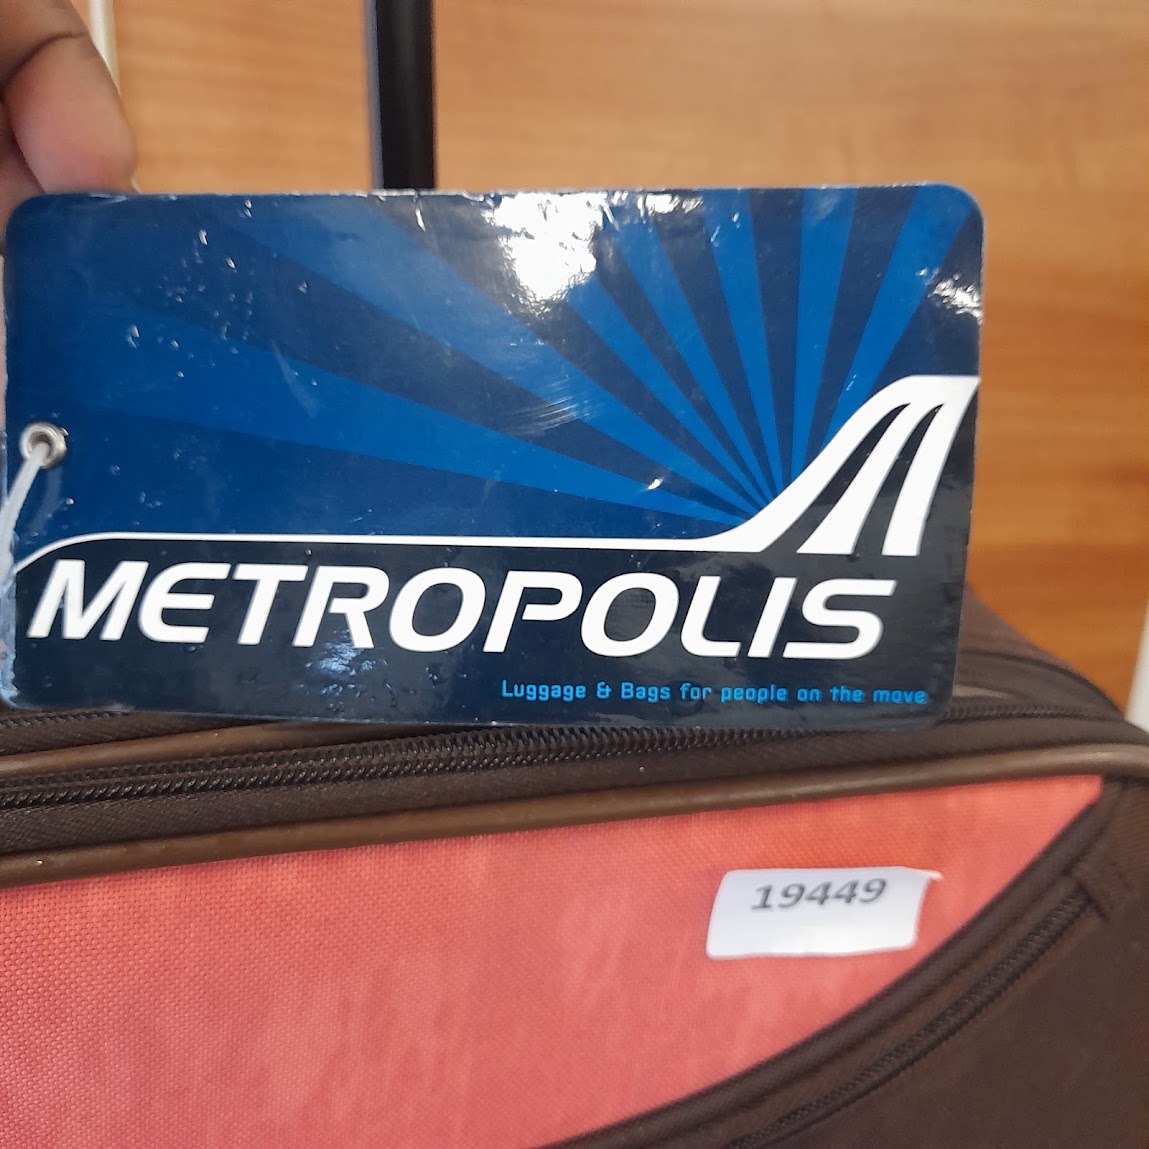 METROPOLIS
Luggage & Bags for people on the move
19449